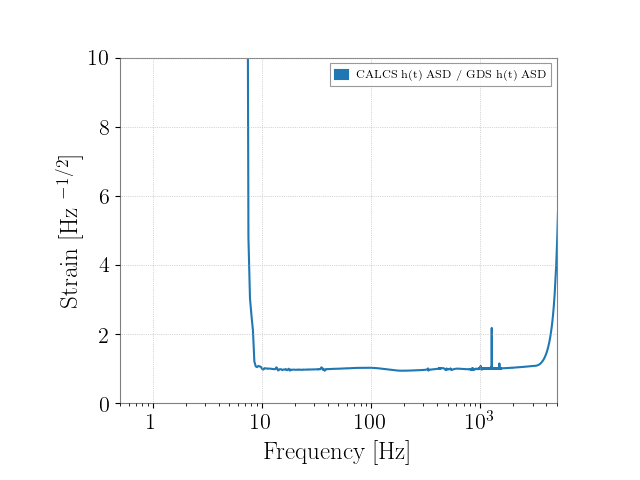 10
CALCS h(t) ASD / GDS h(t) ASD
8
6
4
2
0
Strain [Hz ⁻¹/²]
1 10 100 10³
Frequency [Hz]